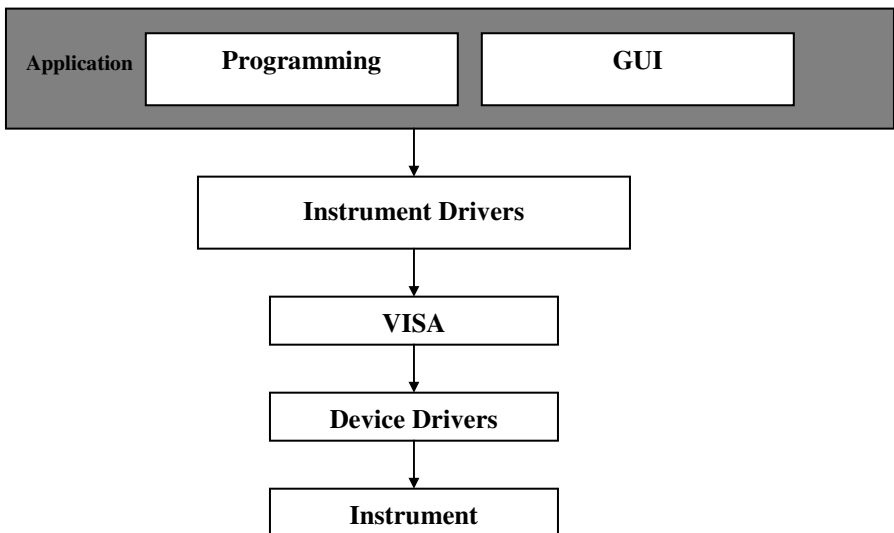 Application
Programming
GUI
Instrument Drivers
VISA
Device Drivers
Instrument